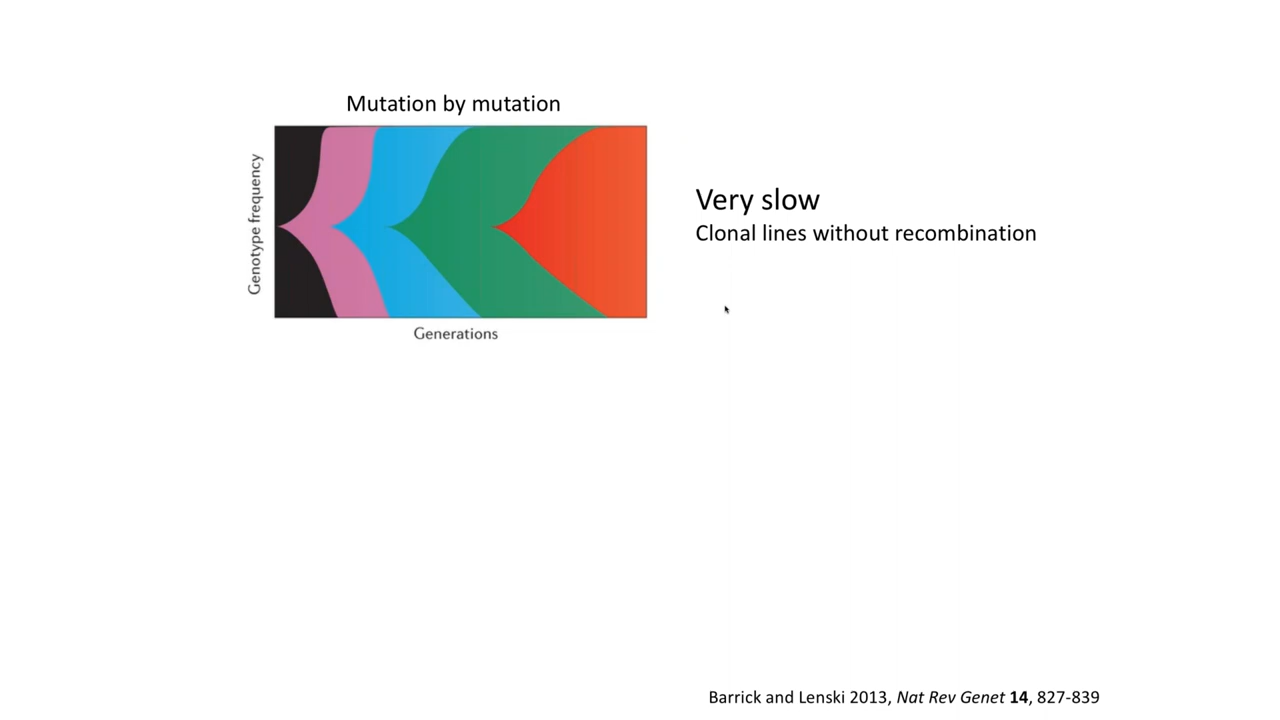 Mutation by mutation
Genotype frequency
Generations
Very slow
Clonal lines without recombination
Barrick and Lenski 2013, Nat Rev Genet 14, 827-839